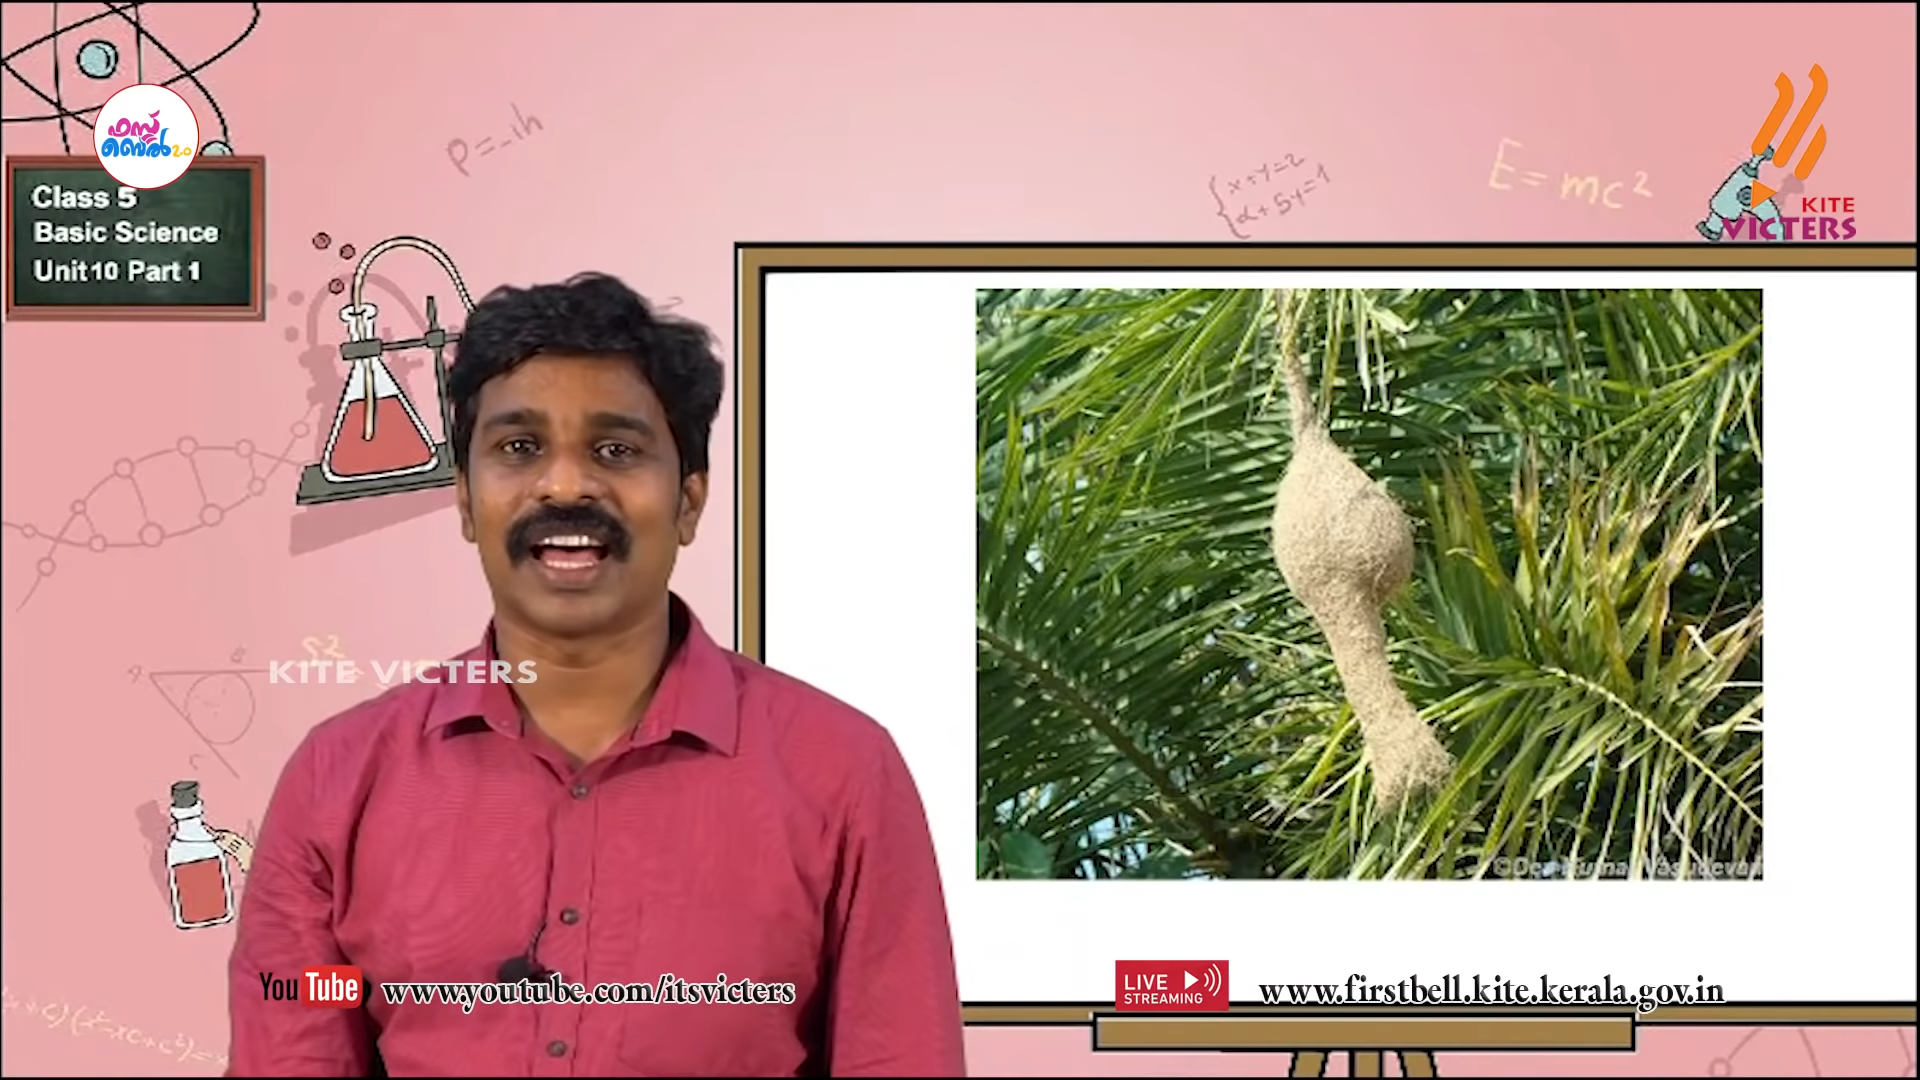 ഫസ്റ്റ്
ബെൽ 2.0
Class 5
Basic Science
Unit 10 Part 1
P=-ih
x+y=2
E=mc²
KITE
VICTERS
KITE VICTERS
YouTube
www.youtube.com/itsvicters
LIVE
STREAMING
www.firstbell.kite.kerala.gov.in